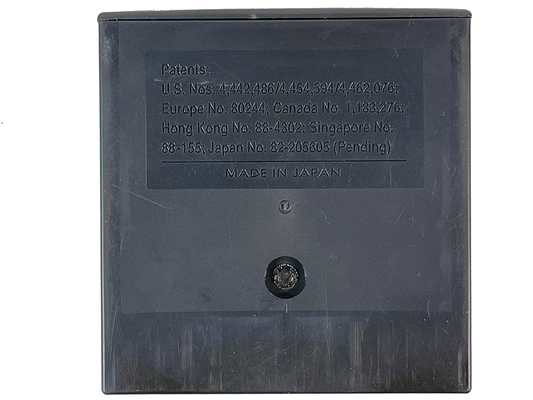 Patents:
U.S. Nos. 4,442,486/4,454,594/4,462,076;
Europe No. 80244; Canada No. 1,183,276;
Hong Kong No. 88-4302; Singapore No.
88-155; Japan No. 82-205605 (Pending)
MADE IN JAPAN